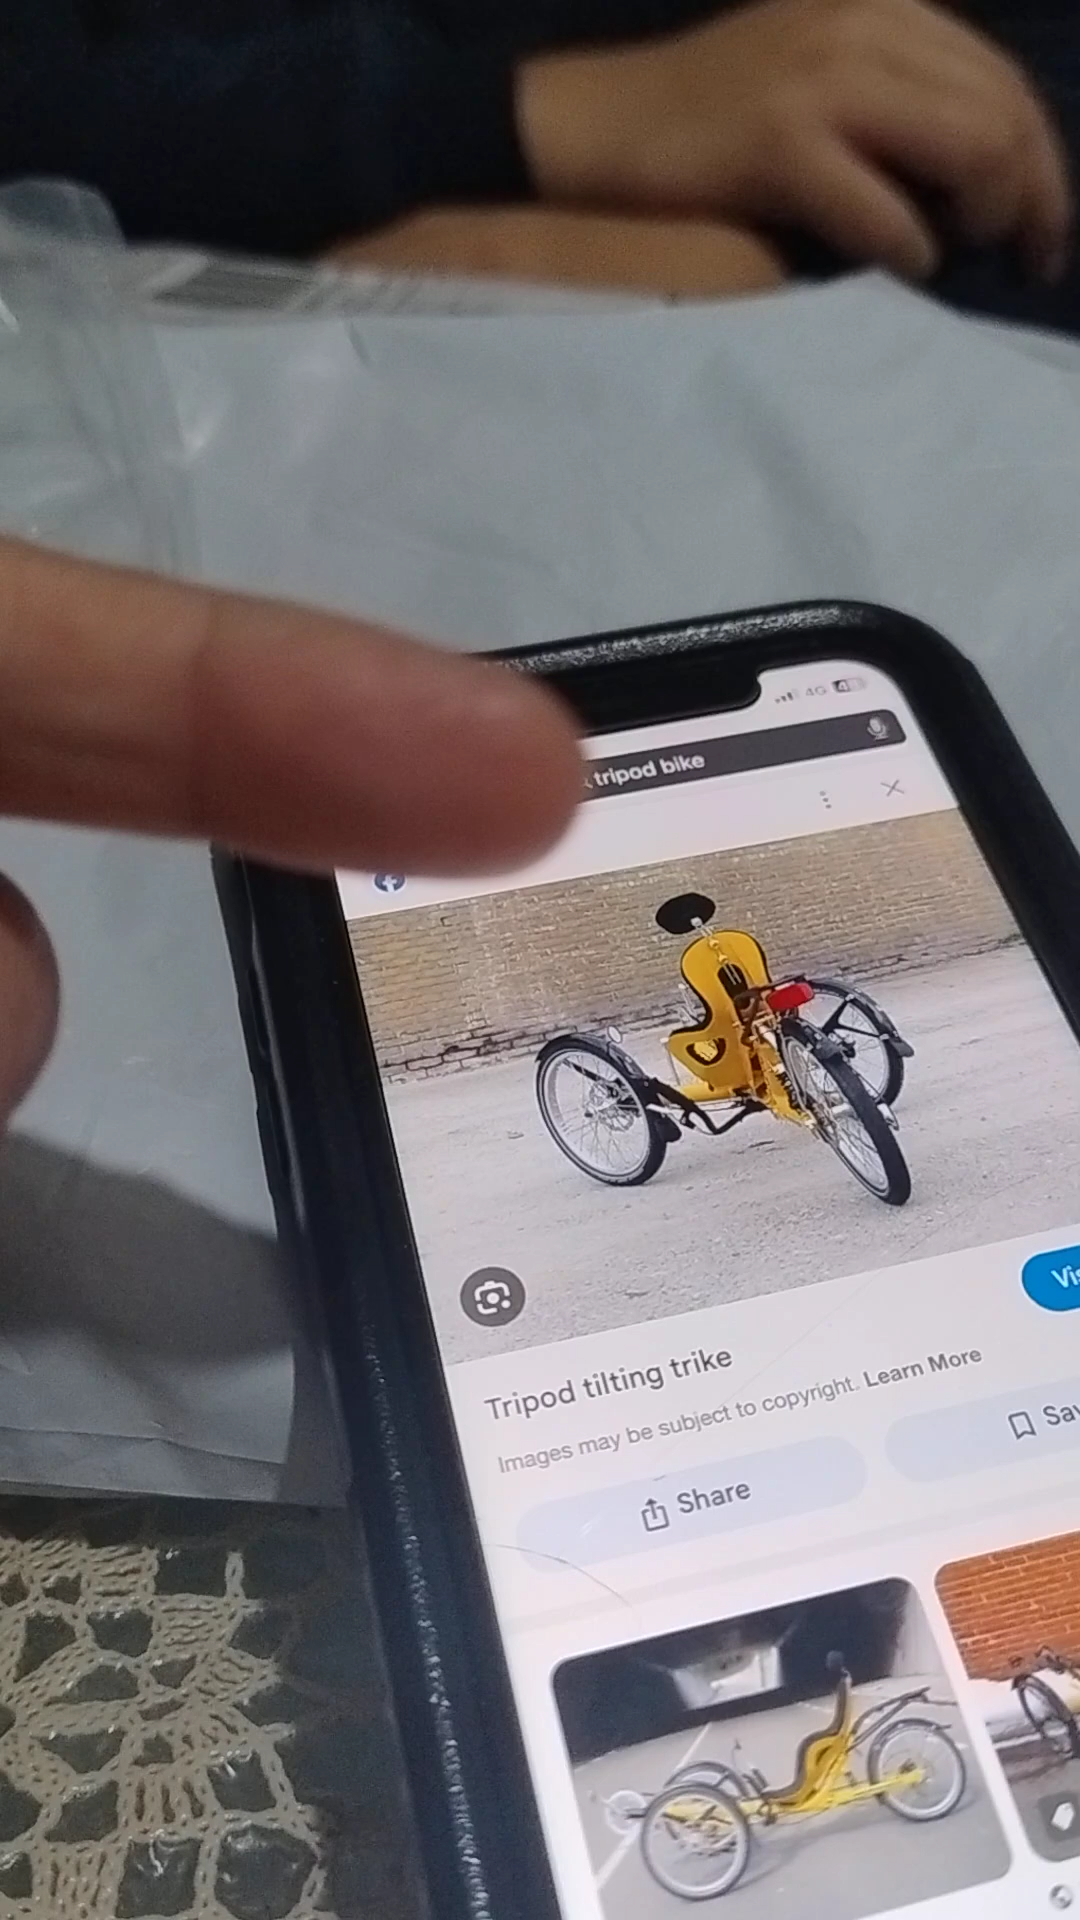 4G
tripod bike
Tripod tilting trike
Images may be subject to copyright. Learn More
Share